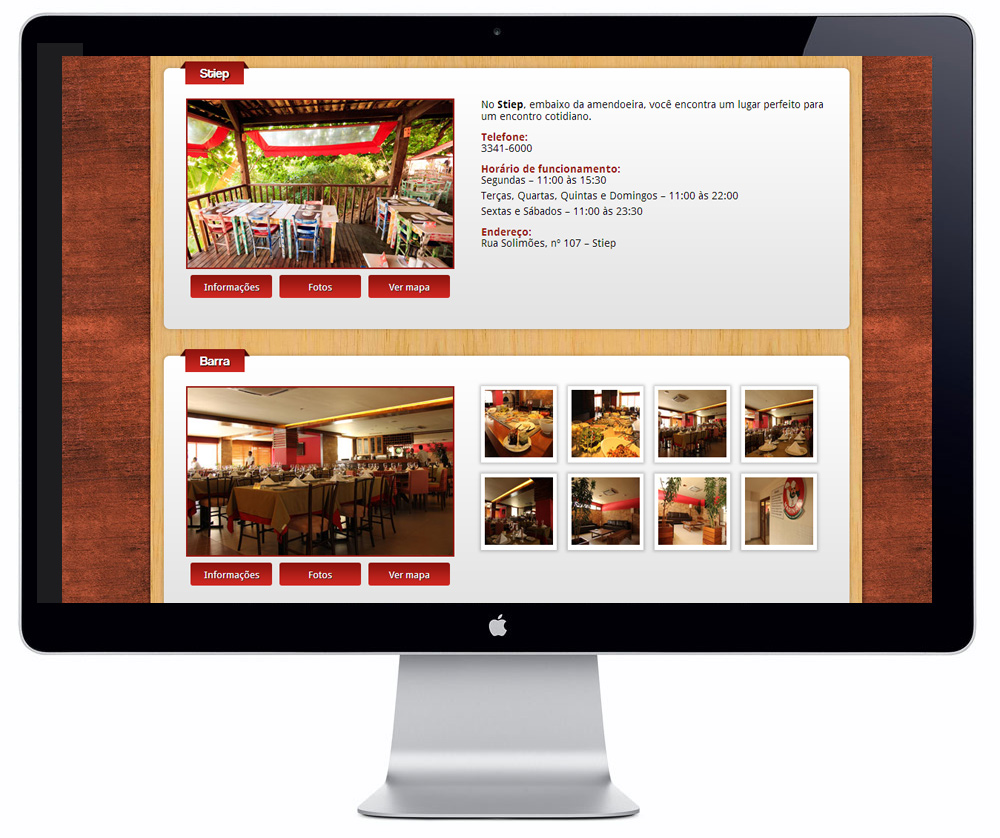 Stiep
No Stiep, embaixo da amendoeira, você encontra um lugar perfeito para
um encontro cotidiano.
Telefone:
3341-6000
Horário de funcionamento:
Segundas – 11:00 às 15:30
Terças, Quartas, Quintas e Domingos – 11:00 às 22:00
Sextas e Sábados – 11:00 às 23:30
Endereço:
Rua Solimões, nº 107 – Stiep
Informações
Fotos
Ver mapa
Barra
Informações
Fotos
Ver mapa